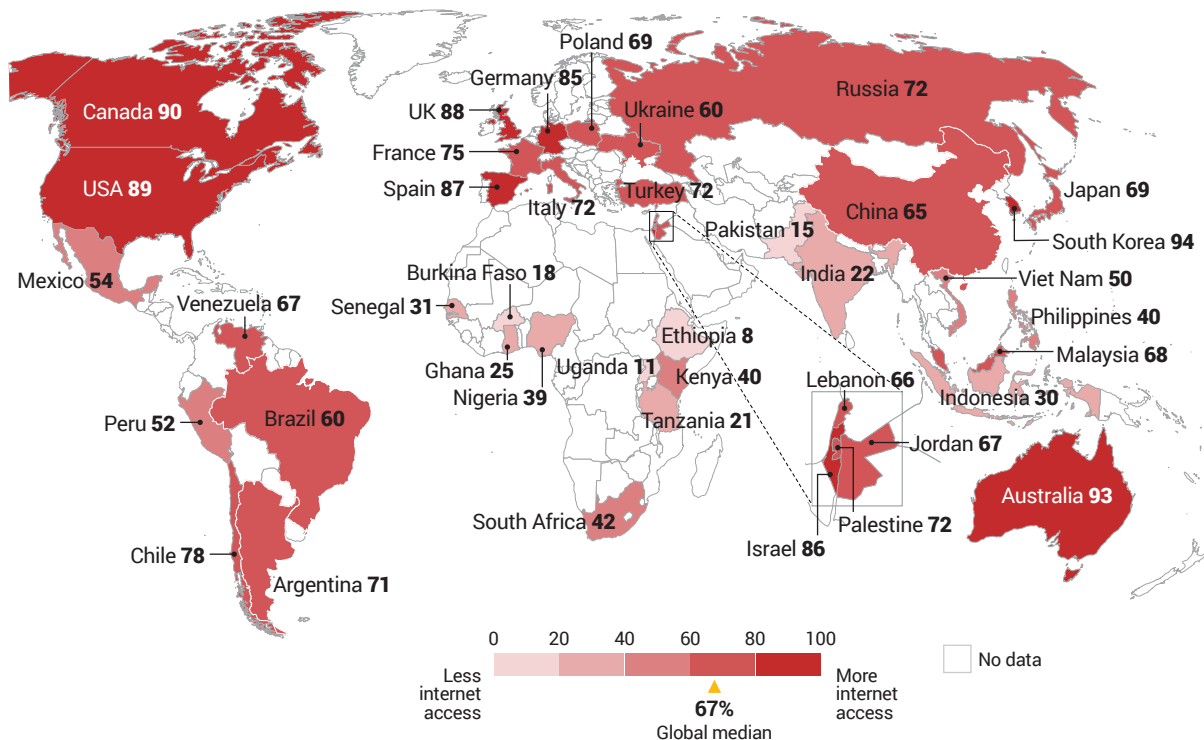 Poland 69
Germany 85
Canada 90
UK 88
Ukraine 60
Russia 72
France 75
USA 89
Spain 87
Turkey 72
Japan 69
Italy 72
China 65
Pakistan 15
South Korea 94
Mexico 54
Burkina Faso 18
India 22
Viet Nam 50
Venezuela 67
Senegal 31
Philippines 40
Ethiopia 8
Malaysia 68
Ghana 25
Uganda 11
Kenya 40
Lebanon 66
Nigeria 39
Indonesia 30
Peru 52
Brazil 60
Tanzania 21
Jordan 67
Australia 93
South Africa 42
Palestine 72
Israel 86
Chile 78
Argentina 71
0 20 40 60 80 100
No data
Less
internet
access
More
internet
access
67%
Global median